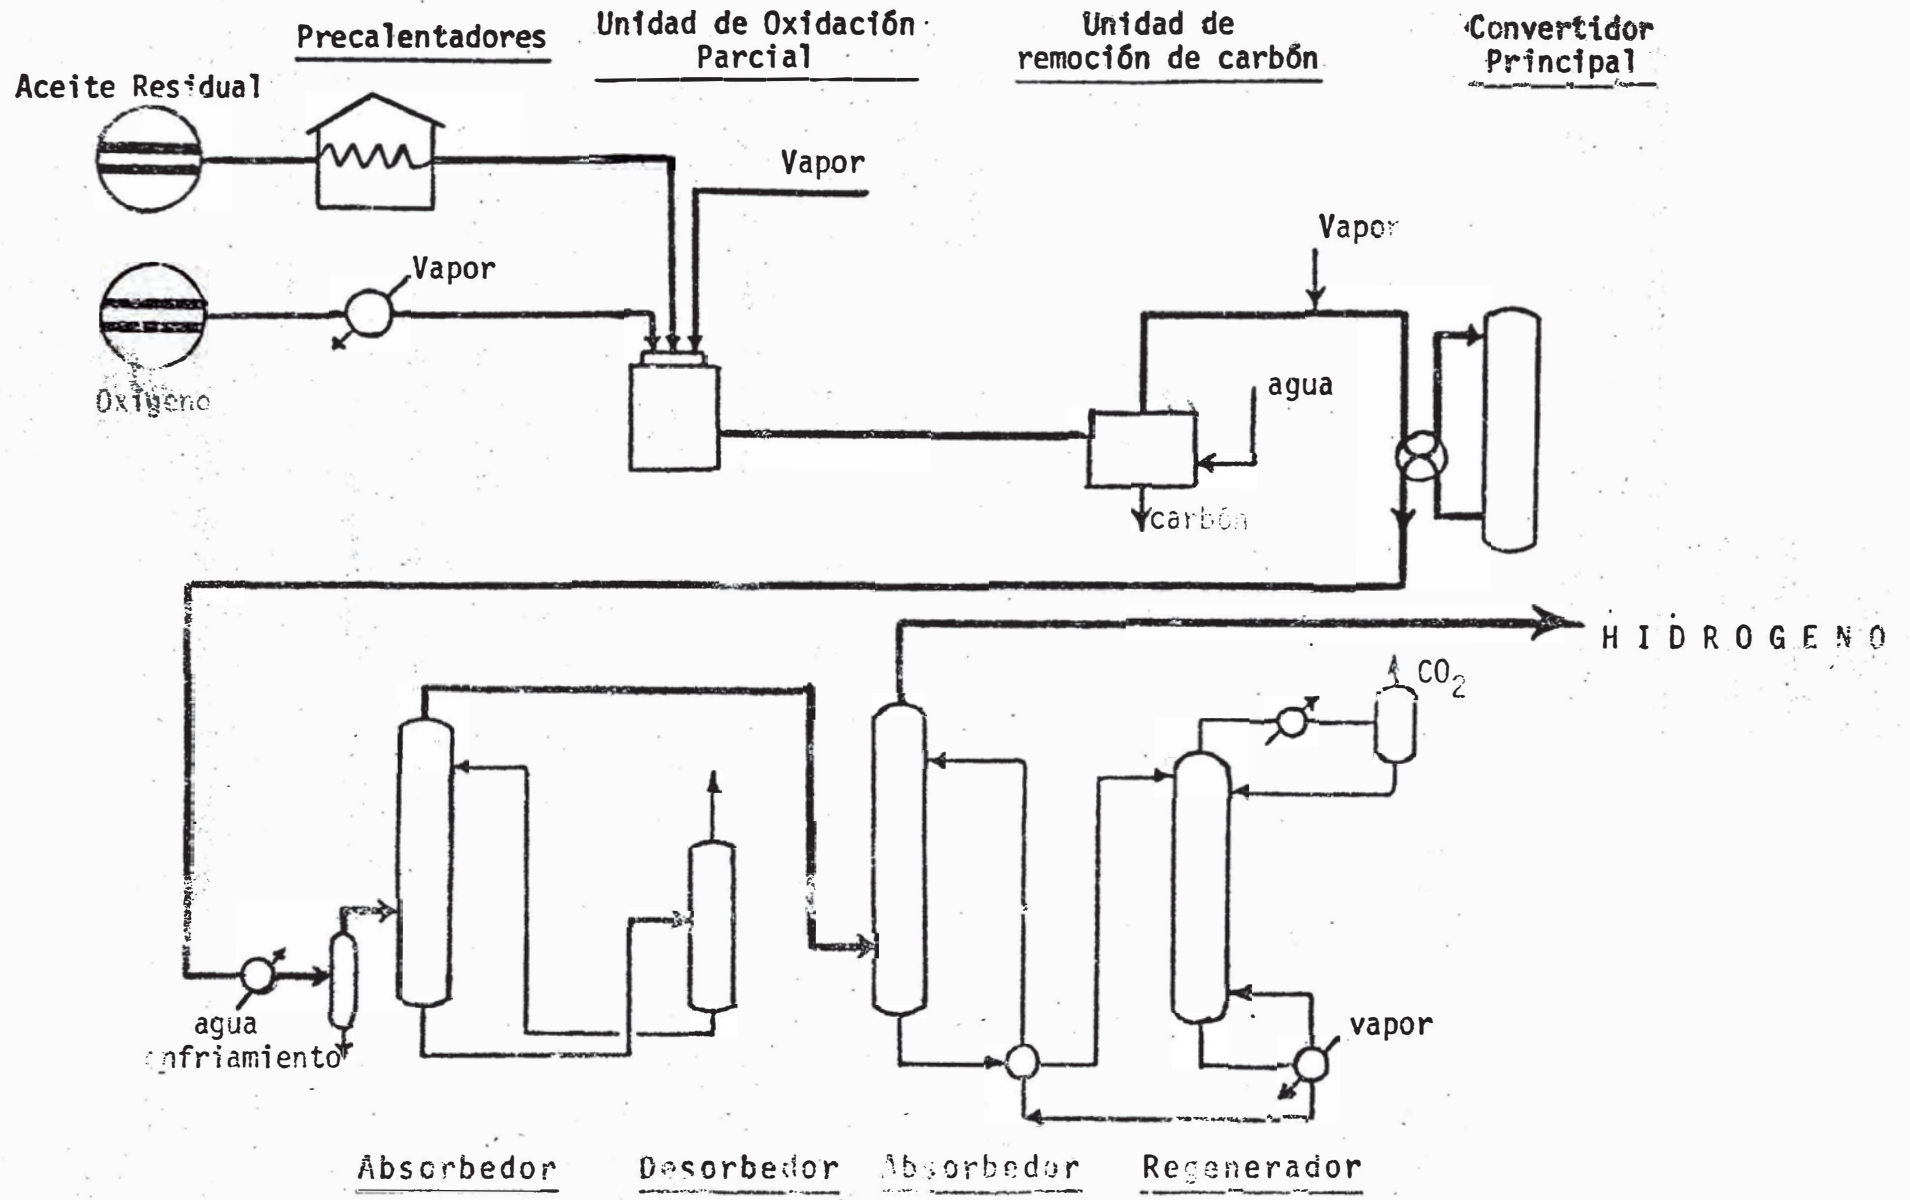 Precalentadores
Unidad de Oxidación
Parcial
Unidad de
remoción de carbón
Convertidor
Principal
Aceite Residual
Vapor
Vapor
Vapor
Oxígeno
agua
carbón
HIDROGENO
CO2
agua
enfriamiento
vapor
Absorbedor
Desorbedor
Absorbedor
Regenerador